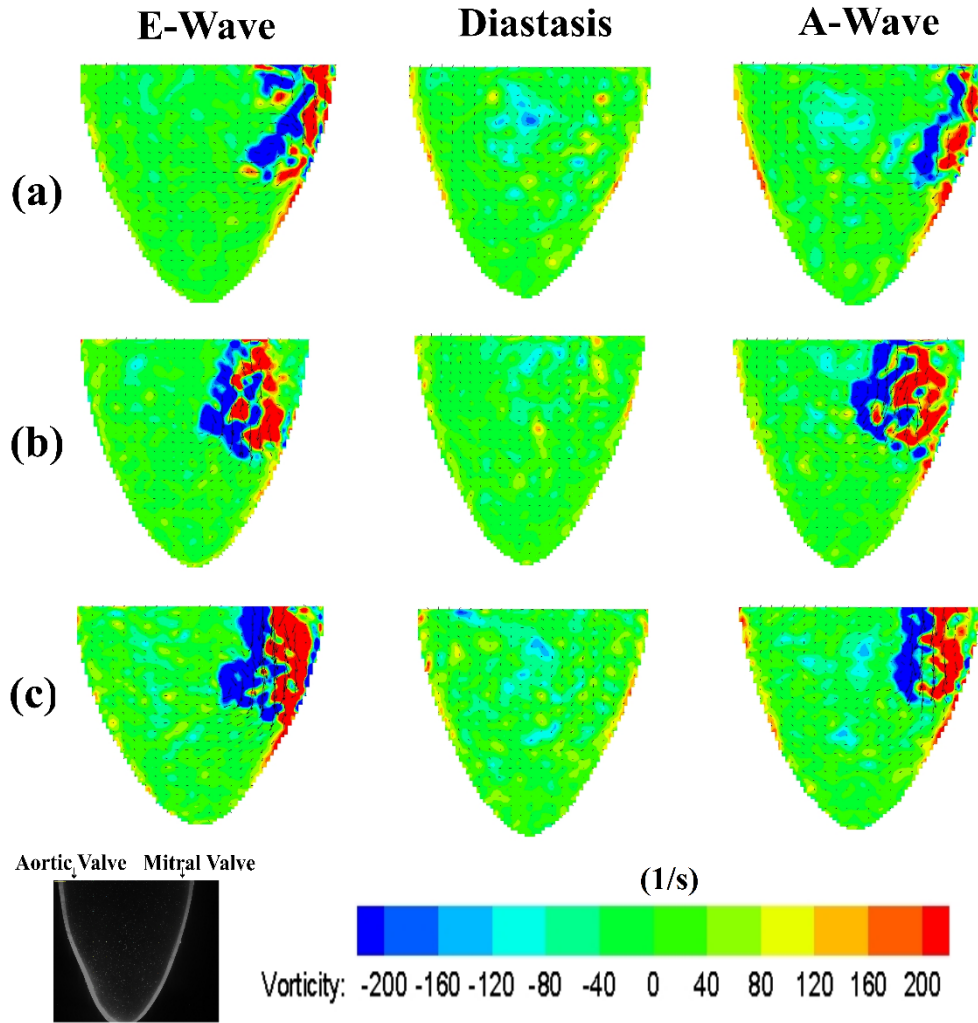 E-Wave Diastasis A-Wave
(a)
(b)
(c)
Aortic Valve Mitral Valve
(1/s)
Vorticity: -200 -160 -120 -80 -40 0 40 80 120 160 200